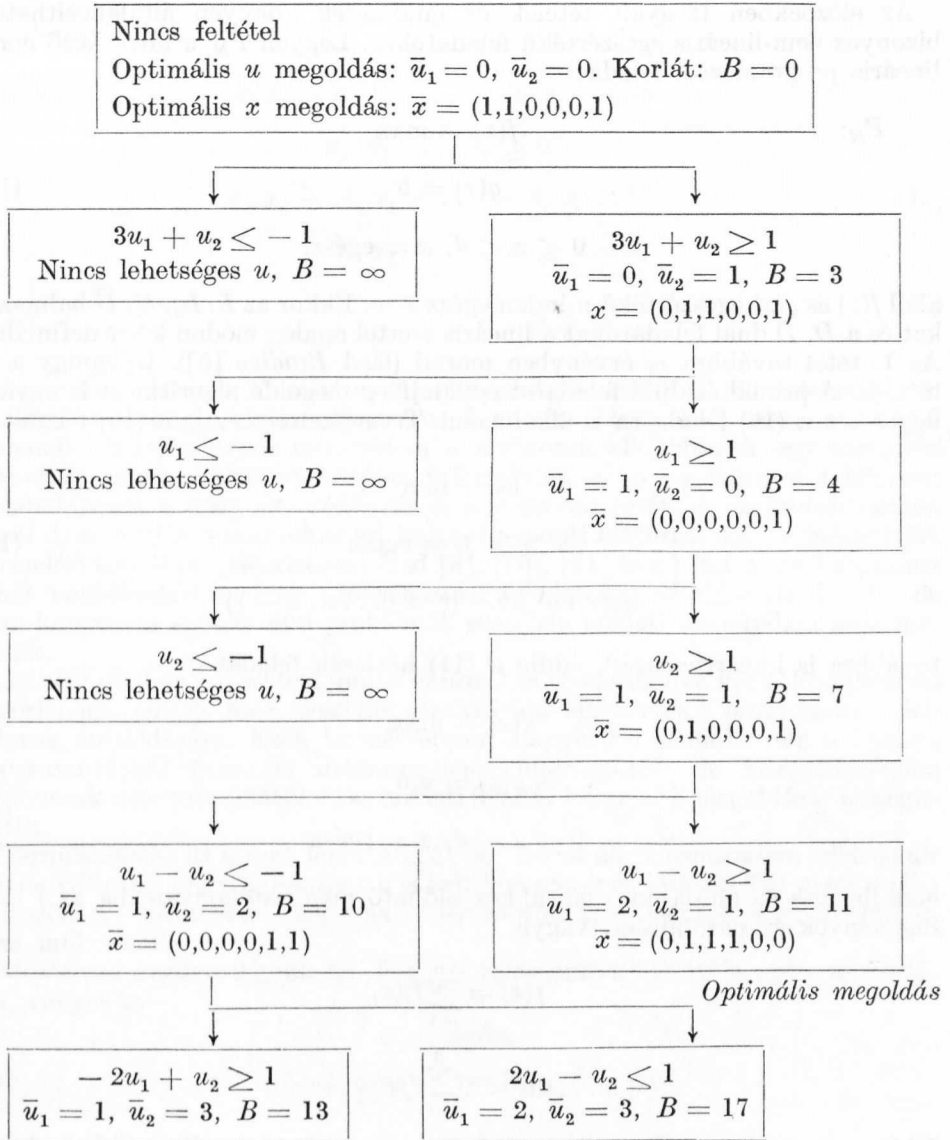 Nincs feltétel
Optimális u megoldás: ū₁ = 0, ū₂ = 0. Korlát: B = 0
Optimális x megoldás: x̄ = (1,1,0,0,0,1)
3u₁ + u₂ ≤ − 1
Nincs lehetséges u, B = ∞
3u₁ + u₂ ≥ 1
ū₁ = 0, ū₂ = 1, B = 3
x = (0,1,1,0,0,1)
u₁ ≤ − 1
Nincs lehetséges u, B = ∞
u₁ ≥ 1
ū₁ = 1, ū₂ = 0, B = 4
x̄ = (0,0,0,0,0,1)
u₂ ≤ −1
Nincs lehetséges u, B = ∞
u₂ ≥ 1
u₁ = 1, ū₂ = 1, B = 7
x̄ = (0,1,0,0,0,1)
u₁ − u₂ ≤ − 1
ū₁ = 1, ū₂ = 2, B = 10
x̄ = (0,0,0,0,1,1)
u₁ − u₂ ≥ 1
ū₁ = 2, u₂ = 1, B = 11
x = (0,1,1,1,0,0)
Optimális megoldás
− 2u₁ + u₂ ≥ 1
ū₁ = 1, ū₂ = 3, B = 13
2u₁ − u₂ ≤ 1
u₁ = 2, ū₂ = 3, B = 17